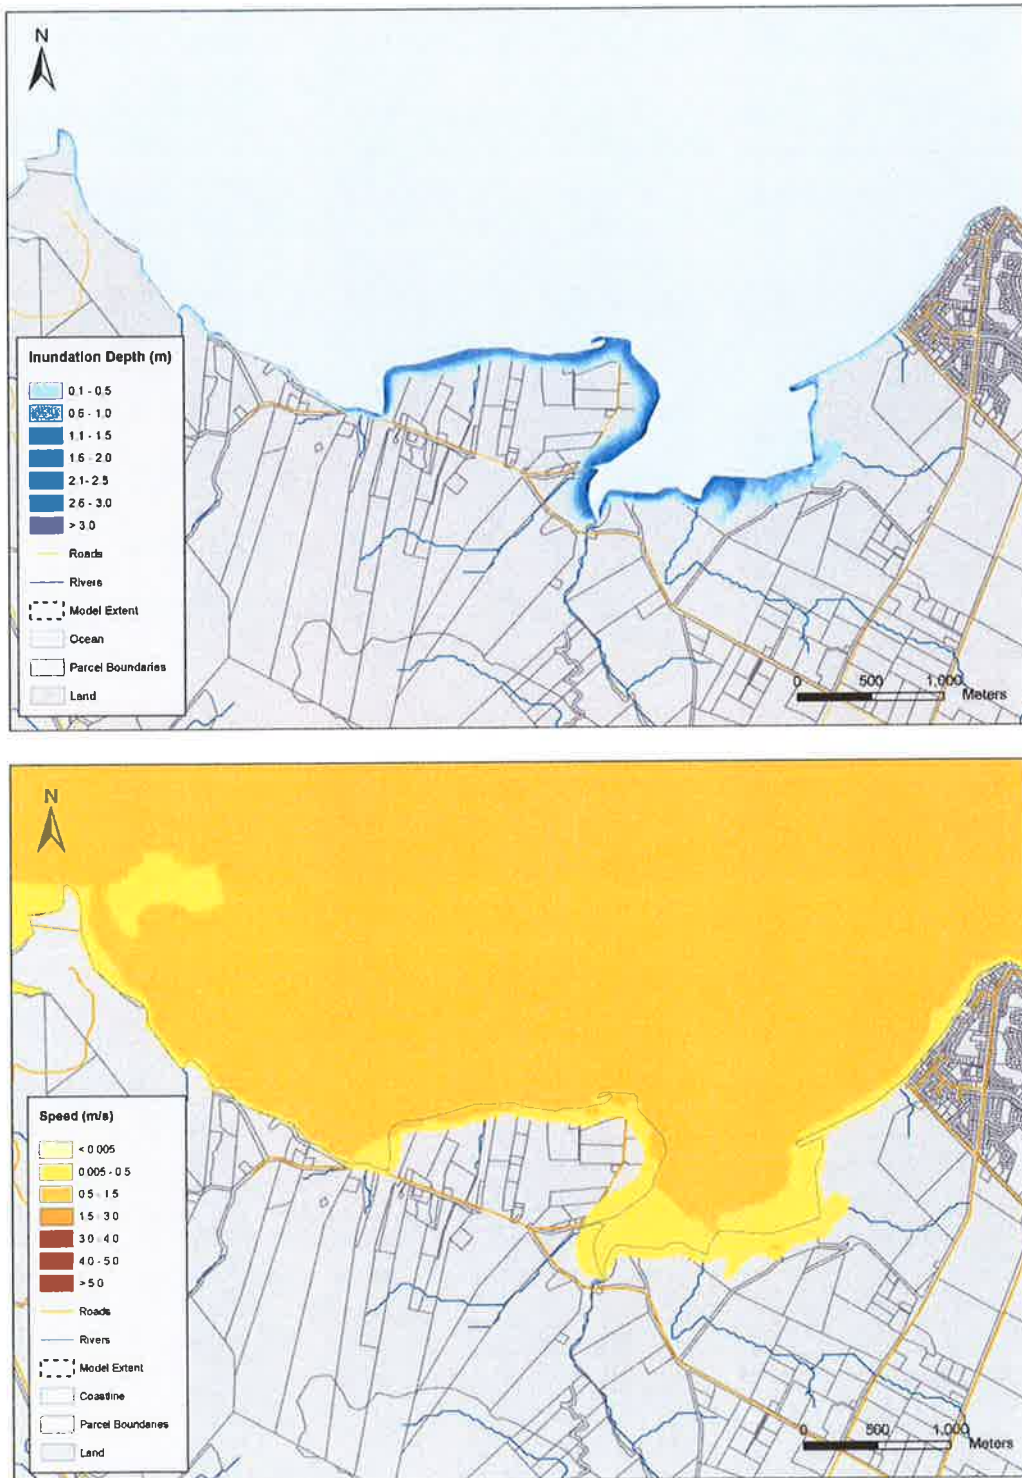 N
Inundation Depth (m)
0.1 - 0.5
0.6 - 1.0
1.1 - 1.5
1.6 - 2.0
2.1 - 2.5
2.6 - 3.0
> 3.0
Roads
Rivers
Model Extent
Ocean
Parcel Boundaries
Land
0 500 1,000
Meters
N
Speed (m/s)
< 0.005
0.005 - 0.5
0.5 - 1.5
1.5 - 3.0
3.0 - 4.0
4.0 - 5.0
> 5.0
Roads
Rivers
Model Extent
Coastline
Parcel Boundaries
Land
0 500 1,000
Meters